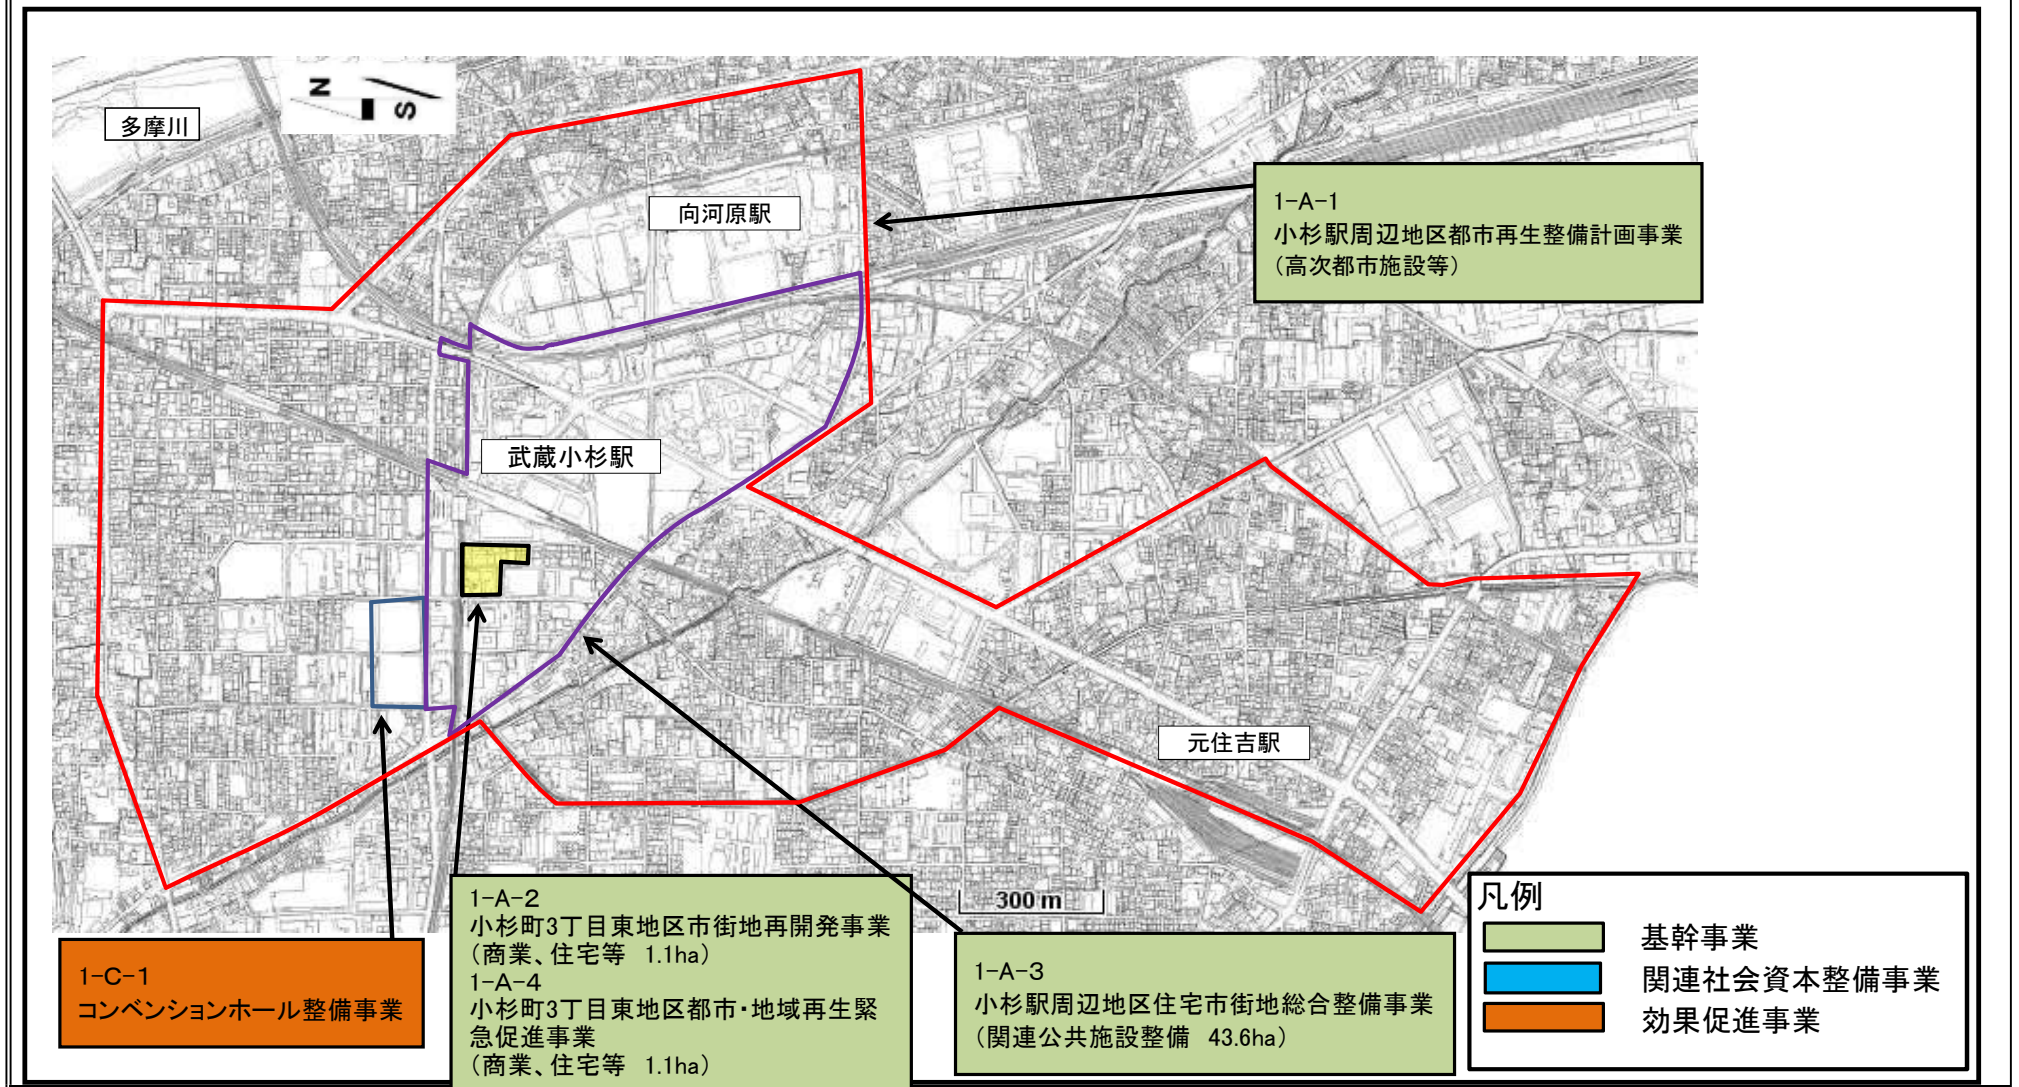 N
S
多摩川
向河原駅
1-A-1
小杉駅周辺地区都市再生整備計画事業
（高次都市施設等）
武蔵小杉駅
元住吉駅
300 m
1-C-1
コンベンションホール整備事業
1-A-2
小杉町3丁目東地区市街地再開発事業
（商業、住宅等　1.1ha）
1-A-4
小杉町3丁目東地区都市・地域再生緊
急促進事業
（商業、住宅等　1.1ha）
1-A-3
小杉駅周辺地区住宅市街地総合整備事業
（関連公共施設整備　43.6ha）
凡例
基幹事業
関連社会資本整備事業
効果促進事業